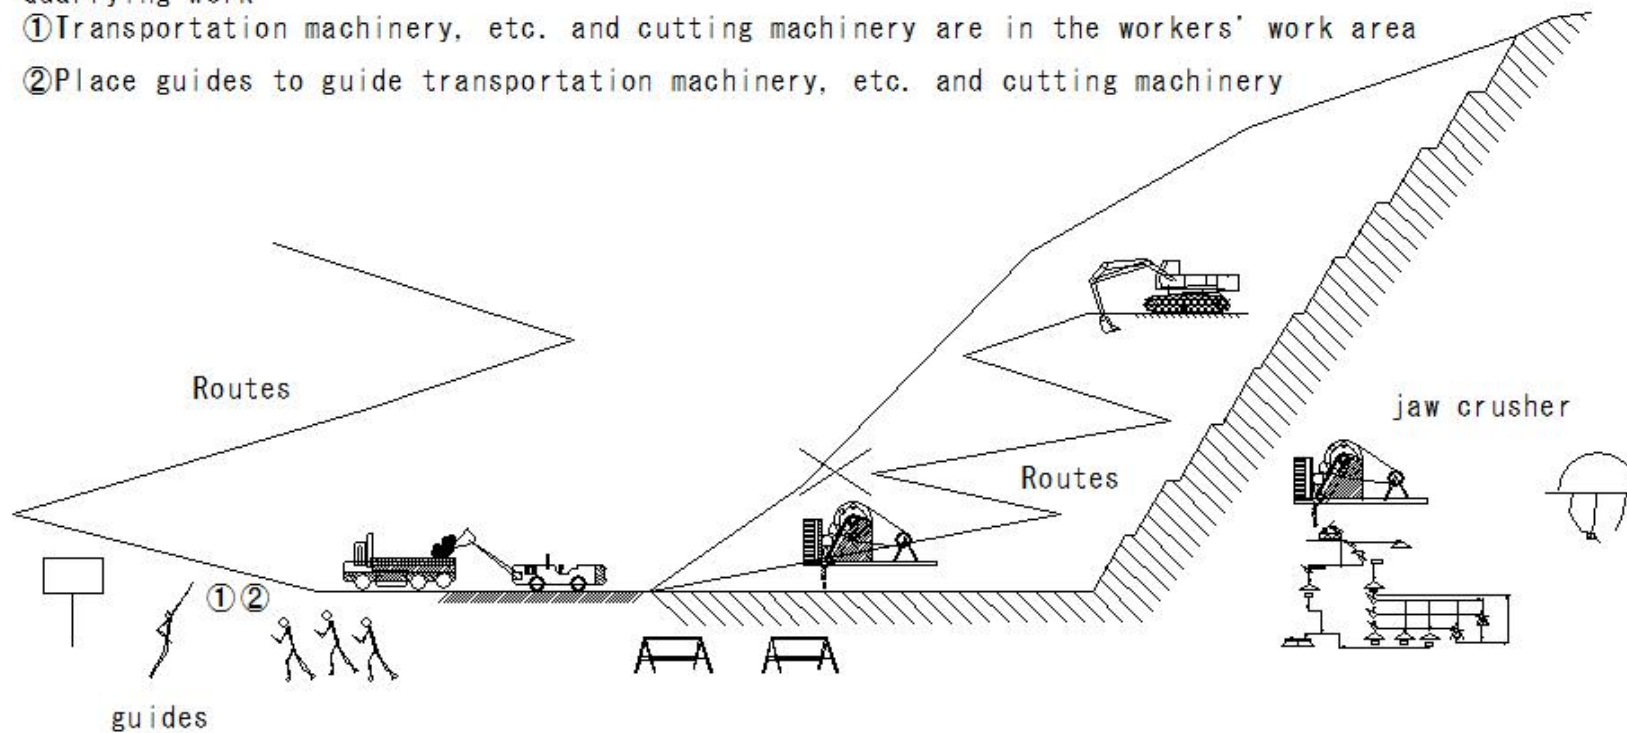 ①Transportation machinery, etc. and cutting machinery are in the workers' work area
②Place guides to guide transportation machinery, etc. and cutting machinery
Routes
jaw crusher
Routes
①②
guides